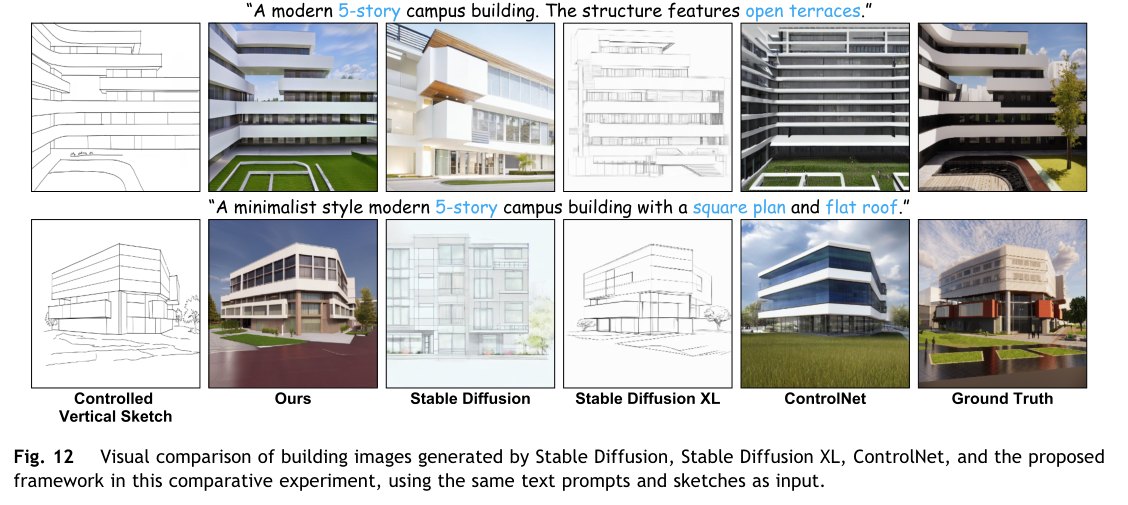 “A modern 5-story campus building. The structure features open terraces.”
“A minimalist style modern 5-story campus building with a square plan and flat roof.”
Controlled Vertical Sketch
Ours
Stable Diffusion
Stable Diffusion XL
ControlNet
Ground Truth
Fig. 12 Visual comparison of building images generated by Stable Diffusion, Stable Diffusion XL, ControlNet, and the proposed
framework in this comparative experiment, using the same text prompts and sketches as input.